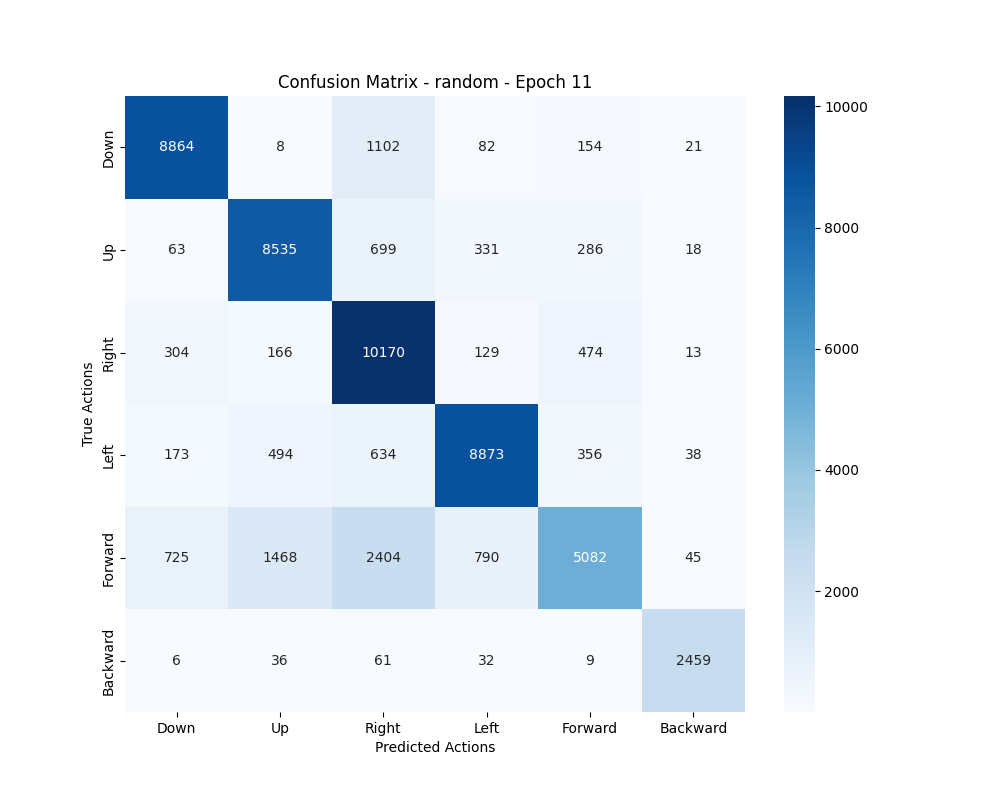 Confusion Matrix - random - Epoch 11
True Actions
Down 8864 8 1102 82 154 21
Up 63 8535 699 331 286 18
Right 304 166 10170 129 474 13
Left 173 494 634 8873 356 38
Forward 725 1468 2404 790 5082 45
Backward 6 36 61 32 9 2459
Down Up Right Left Forward Backward
Predicted Actions
10000
8000
6000
4000
2000